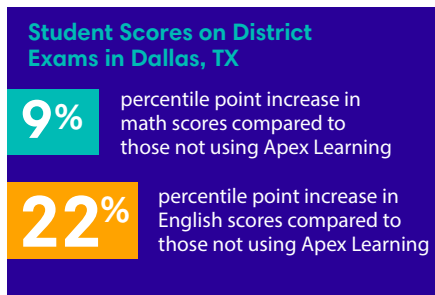 Student Scores on District
Exams in Dallas, TX
9%
percentile point increase in
math scores compared to
those not using Apex Learning
22%
percentile point increase in
English scores compared to
those not using Apex Learning